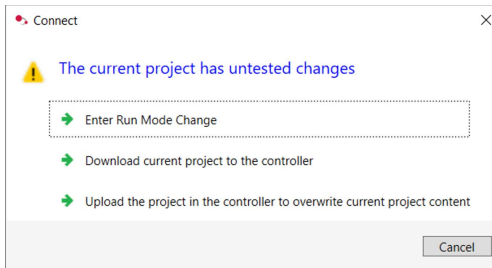 Connect
The current project has untested changes
Enter Run Mode Change
Download current project to the controller
Upload the project in the controller to overwrite current project content
Cancel